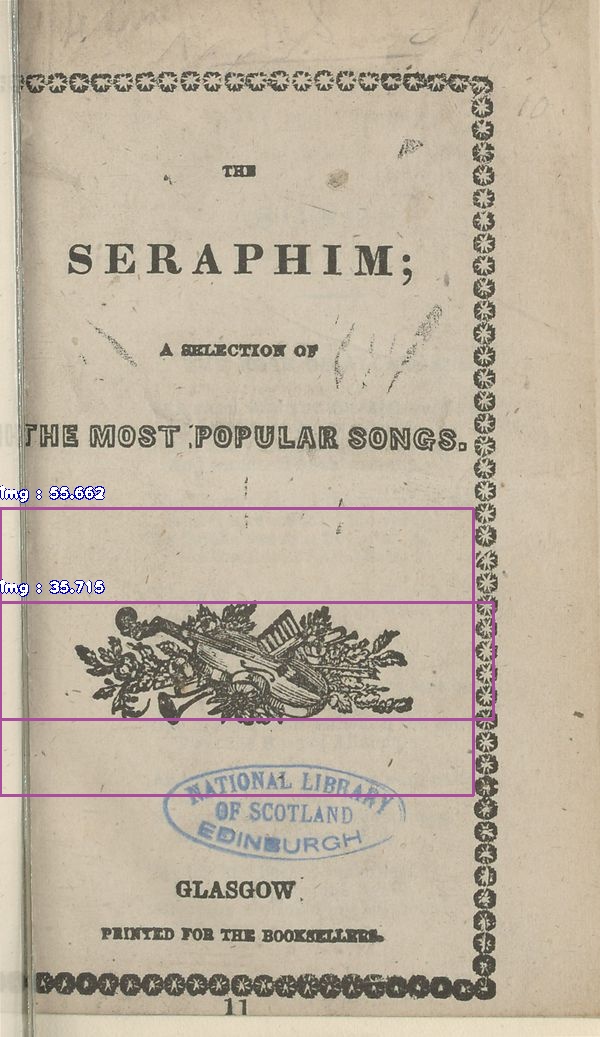 THE
SERAPHIM;
A SELECTION OF
THE MOST POPULAR SONGS.
img : 55.662
img : 35.715
NATIONAL LIBRARY
OF SCOTLAND
EDINBURGH
GLASGOW
PRINTED FOR THE BOOKSELLERS.
11